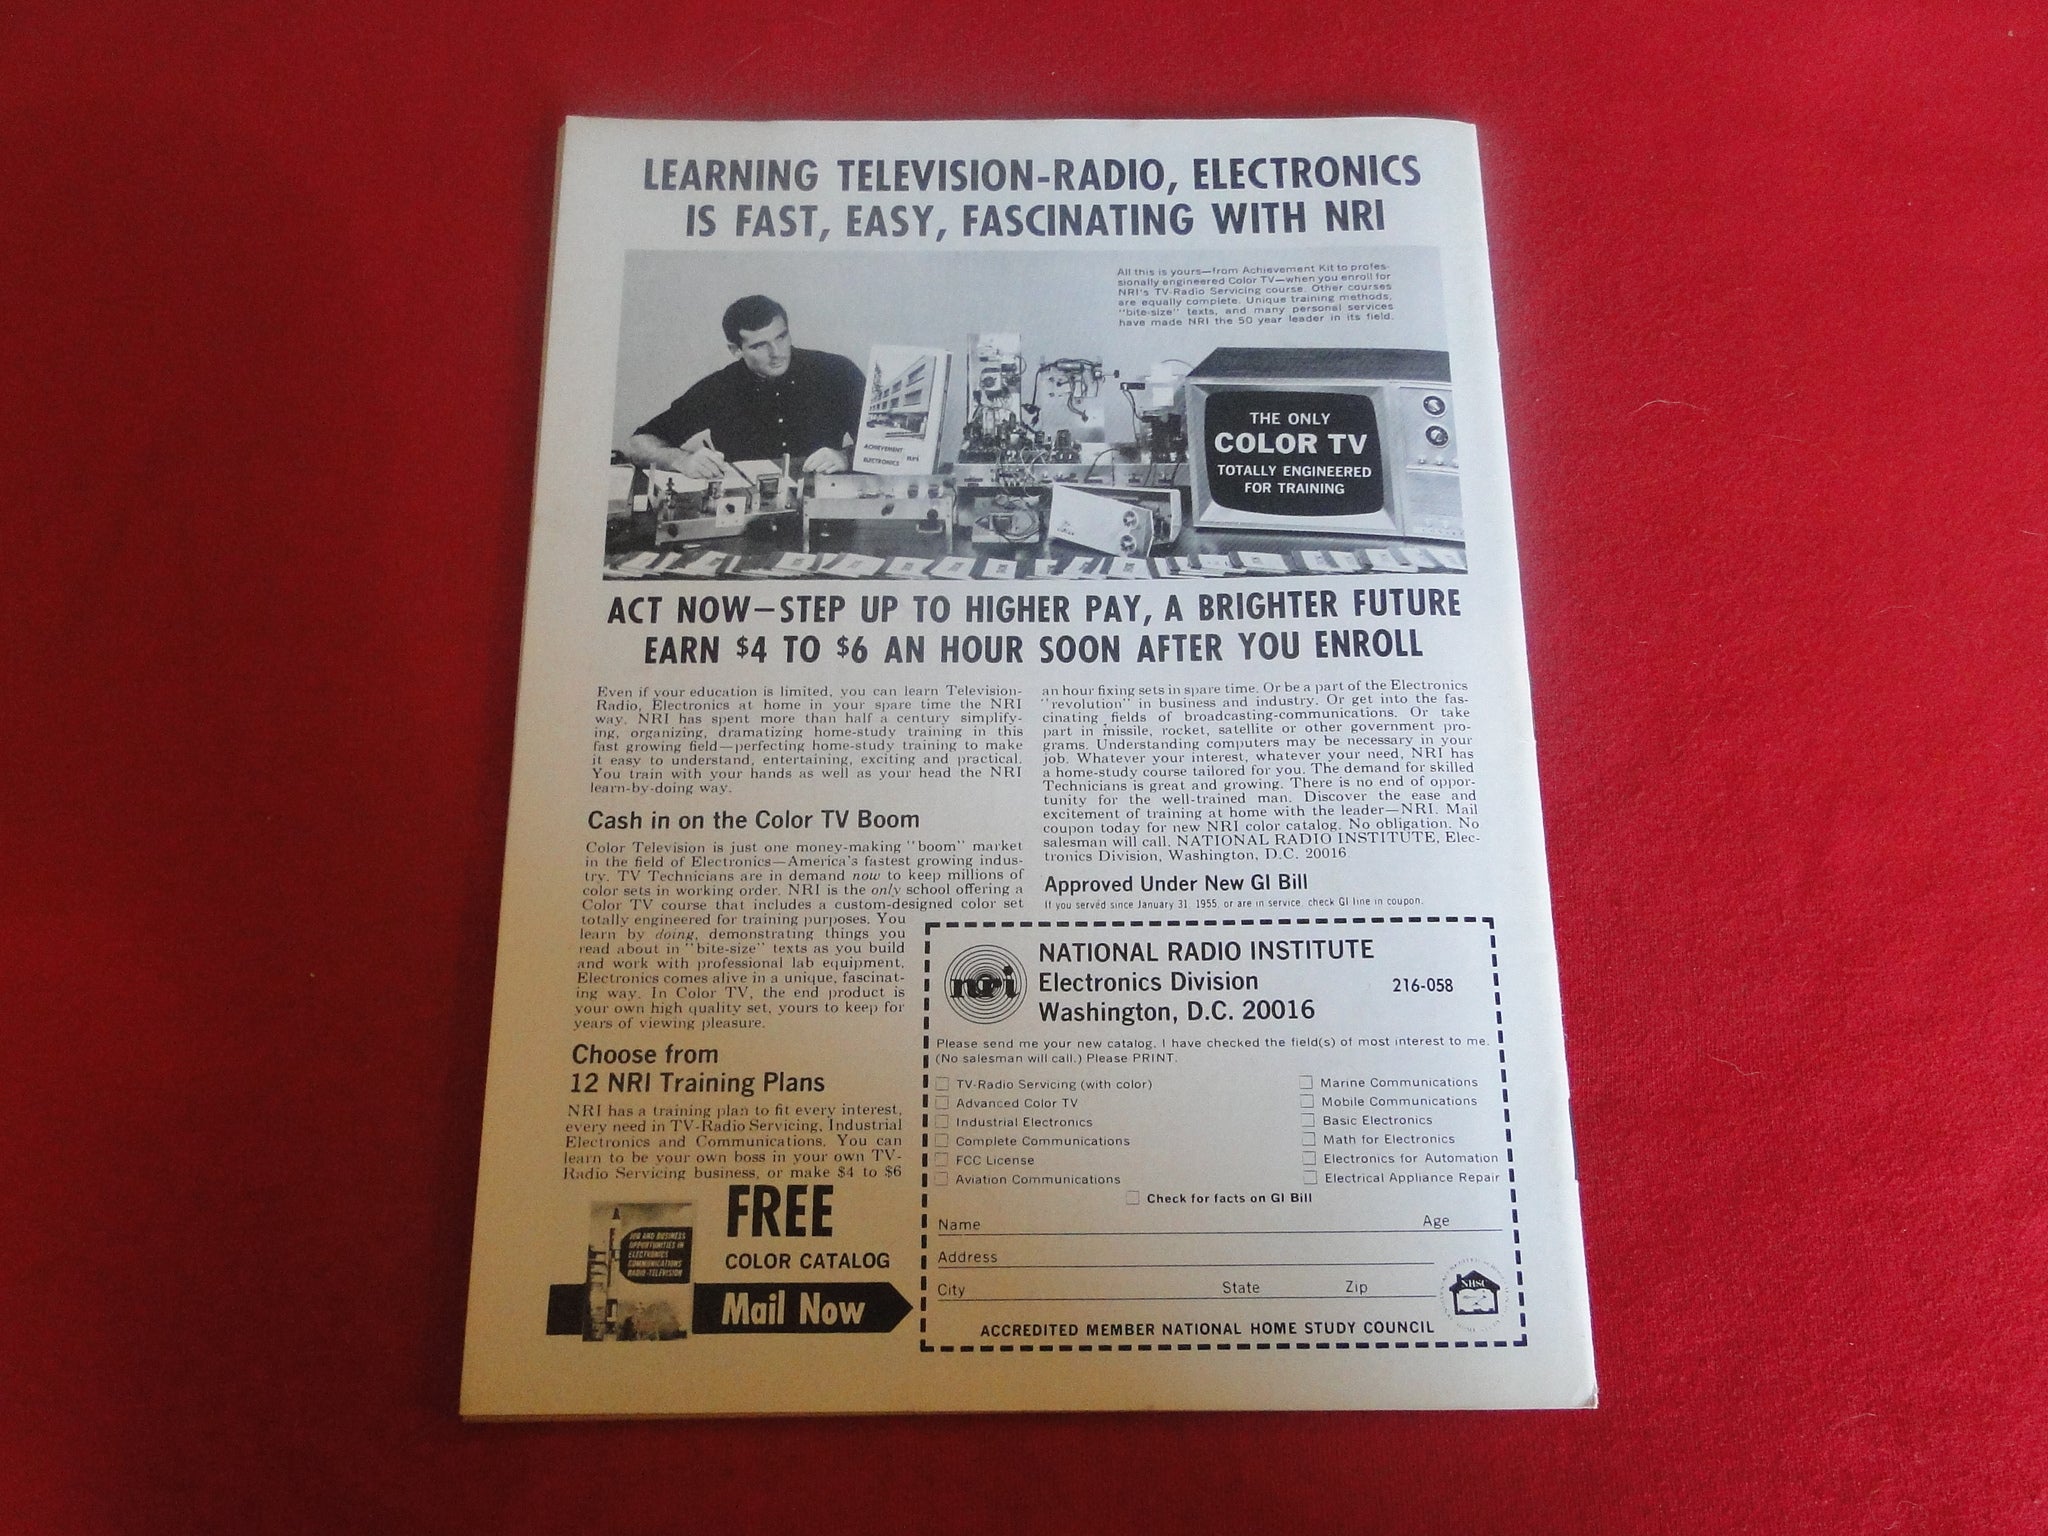 LEARNING TELEVISION-RADIO, ELECTRONICS
IS FAST, EASY, FASCINATING WITH NRI
All this is yours—from Achievement Kit to profes-
sionally engineered Color TV—when you enroll for
NRI's TV-Radio Servicing course. Other courses
are equally complete. Unique training methods,
"bite-size" texts, and many personal services
have made NRI the 50 year leader in its field.
ACHIEVEMENT
ELECTRONICS nri
THE ONLY
COLOR TV
TOTALLY ENGINEERED
FOR TRAINING
ACT NOW—STEP UP TO HIGHER PAY, A BRIGHTER FUTURE
EARN $4 TO $6 AN HOUR SOON AFTER YOU ENROLL
Even if your education is limited, you can learn Television-
Radio, Electronics at home in your spare time the NRI
way. NRI has spent more than half a century simplify-
ing, organizing, dramatizing home-study training in this
fast growing field—perfecting home-study training to make
it easy to understand, entertaining, exciting and practical.
You train with your hands as well as your head the NRI
learn-by-doing way.
Cash in on the Color TV Boom
Color Television is just one money-making "boom" market
in the field of Electronics—America's fastest growing indus-
try. TV Technicians are in demand now to keep millions of
color sets in working order. NRI is the only school offering a
Color TV course that includes a custom-designed color set
totally engineered for training purposes. You
learn by doing, demonstrating things you
read about in "bite-size" texts as you build
and work with professional lab equipment.
Electronics comes alive in a unique, fascinat-
ing way. In Color TV, the end product is
your own high quality set, yours to keep for
years of viewing pleasure.
Choose from
12 NRI Training Plans
NRI has a training plan to fit every interest,
every need in TV-Radio Servicing, Industrial
Electronics and Communications. You can
learn to be your own boss in your own TV-
Radio Servicing business, or make $4 to $6
an hour fixing sets in spare time. Or be a part of the Electronics
"revolution" in business and industry. Or get into the fas-
cinating fields of broadcasting-communications. Or take
part in missile, rocket, satellite or other government pro-
grams. Understanding computers may be necessary in your
job. Whatever your interest, whatever your need, NRI has
a home-study course tailored for you. The demand for skilled
Technicians is great and growing. There is no end of oppor-
tunity for the well-trained man. Discover the ease and
excitement of training at home with the leader—NRI. Mail
coupon today for new NRI color catalog. No obligation. No
salesman will call. NATIONAL RADIO INSTITUTE, Elec-
tronics Division, Washington, D.C. 20016
Approved Under New GI Bill
If you served since January 31, 1955, or are in service, check GI line in coupon.
JOB AND BUSINESS
OPPORTUNITIES IN
ELECTRONICS
COMMUNICATIONS
RADIO-TELEVISION
FREE
COLOR CATALOG
Mail Now
nri
NATIONAL RADIO INSTITUTE
Electronics Division
216-058
Washington, D.C. 20016
Please send me your new catalog. I have checked the field(s) of most interest to me.
(No salesman will call.) Please PRINT.
TV-Radio Servicing (with color)
Advanced Color TV
Industrial Electronics
Complete Communications
FCC License
Aviation Communications
Marine Communications
Mobile Communications
Basic Electronics
Math for Electronics
Electronics for Automation
Electrical Appliance Repair
Check for facts on GI Bill
Name Age
Address
City State Zip
NHSC
ACCREDITED MEMBER NATIONAL HOME STUDY COUNCIL